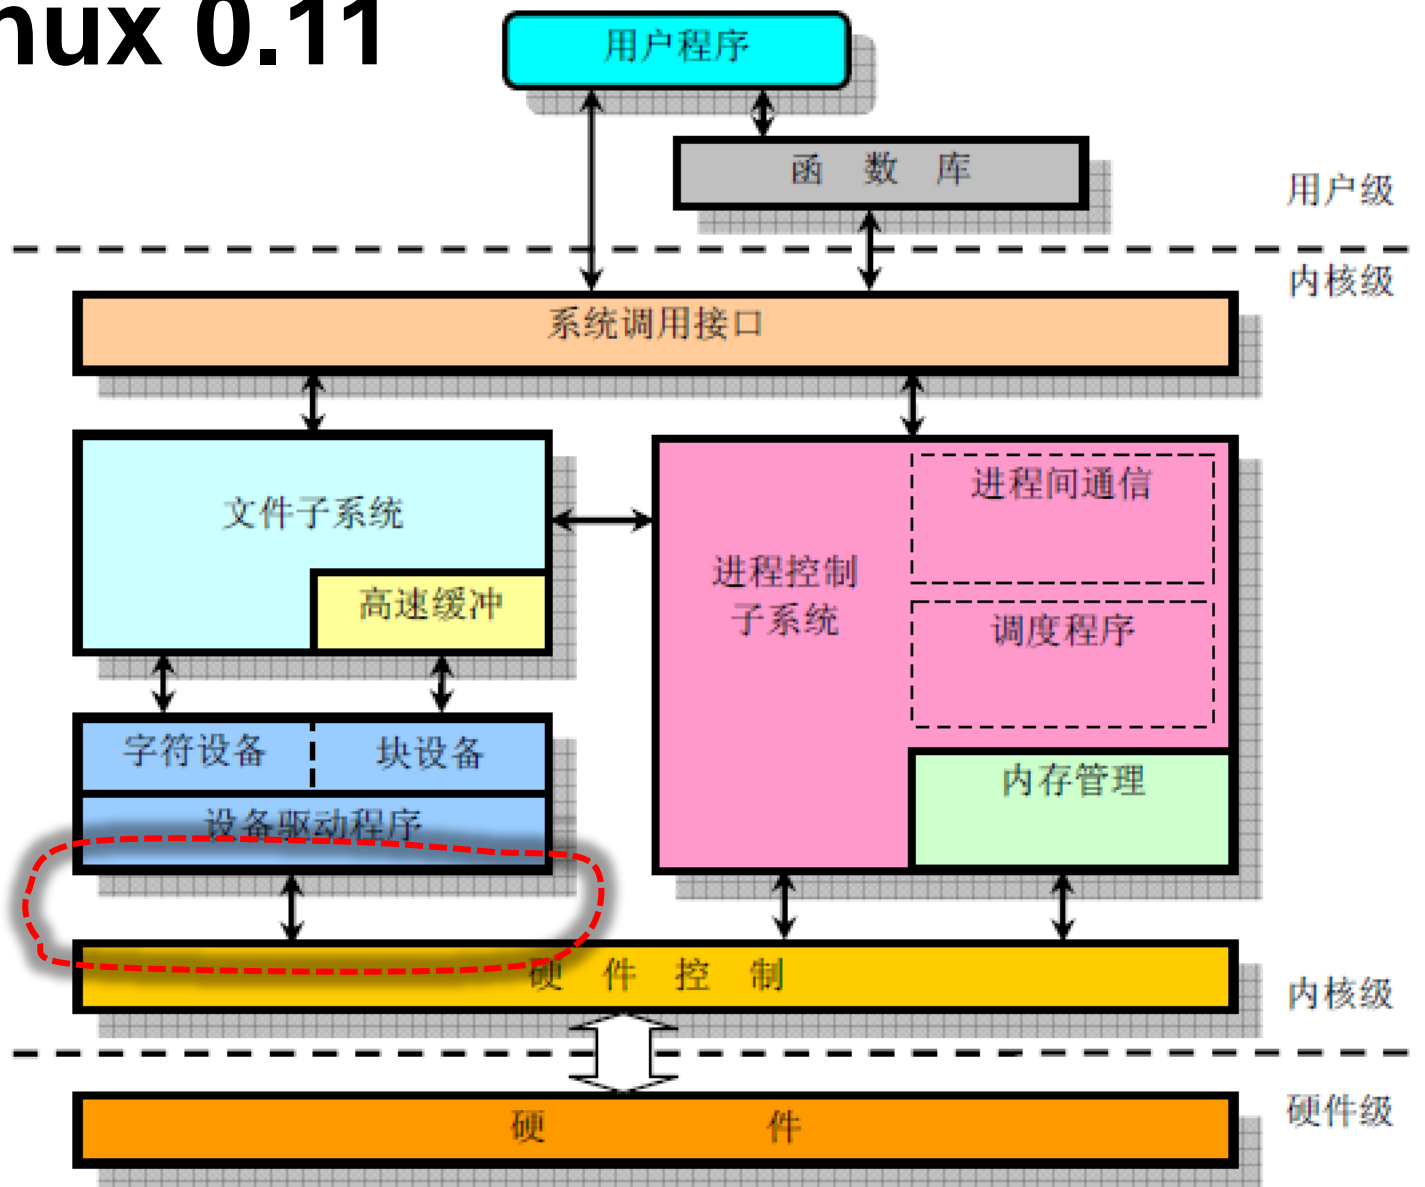 nux 0.11
用户程序
函 数 库
用户级
内核级
系统调用接口
文件子系统
高速缓冲
进程控制
子系统
进程间通信
调度程序
内存管理
字符设备
块设备
设备驱动程序
硬 件 控 制
内核级
硬 件
硬件级